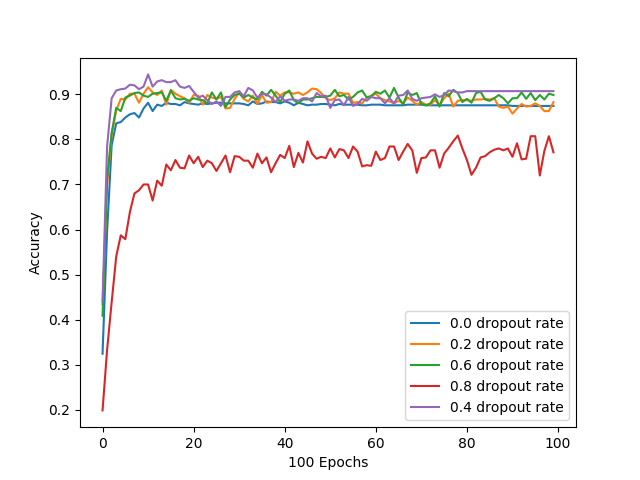 0.9
0.8
0.7
0.6
0.5
0.4
0.3
0.2
Accuracy
0.0 dropout rate
0.2 dropout rate
0.6 dropout rate
0.8 dropout rate
0.4 dropout rate
0 20 40 60 80 100
100 Epochs